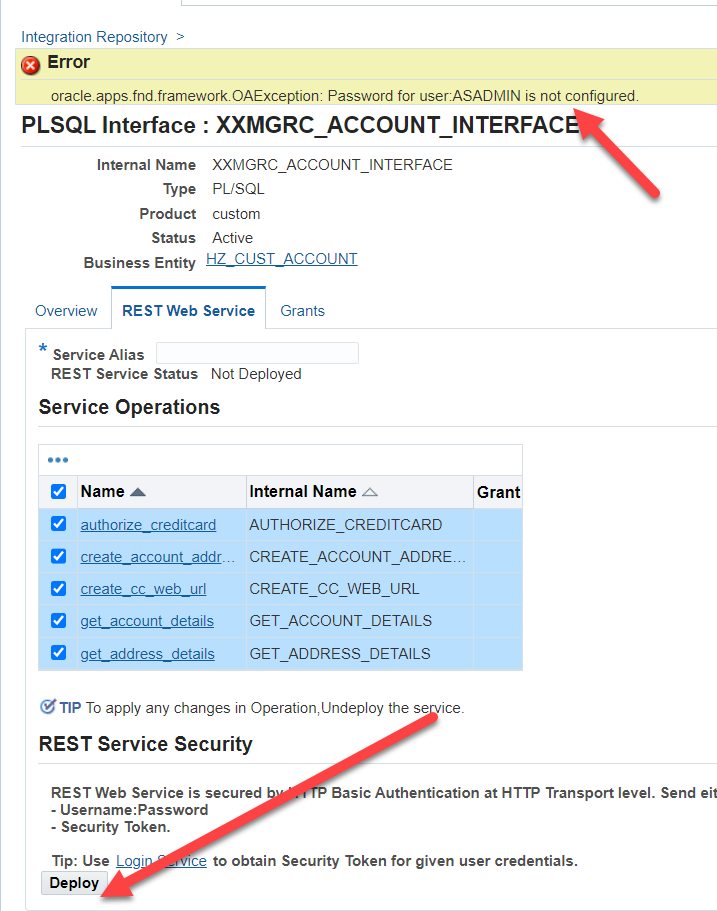 Integration Repository >
Error
oracle.apps.fnd.framework.OAException: Password for user:ASADMIN is not configured.
PLSQL Interface : XXMGRC_ACCOUNT_INTERFACE
Internal Name XXMGRC_ACCOUNT_INTERFACE
Type PL/SQL
Product custom
Status Active
Business Entity HZ_CUST_ACCOUNT
Overview REST Web Service Grants
* Service Alias
REST Service Status Not Deployed
Service Operations
Name Internal Name Grant
authorize_creditcard AUTHORIZE_CREDITCARD
create_account_addr... CREATE_ACCOUNT_ADDRE...
create_cc_web_url CREATE_CC_WEB_URL
get_account_details GET_ACCOUNT_DETAILS
get_address_details GET_ADDRESS_DETAILS
TIP To apply any changes in Operation,Undeploy the service.
REST Service Security
REST Web Service is secured by HTTP Basic Authentication at HTTP Transport level. Send eit
- Username:Password
- Security Token.
Tip: Use Login Service to obtain Security Token for given user credentials.
Deploy